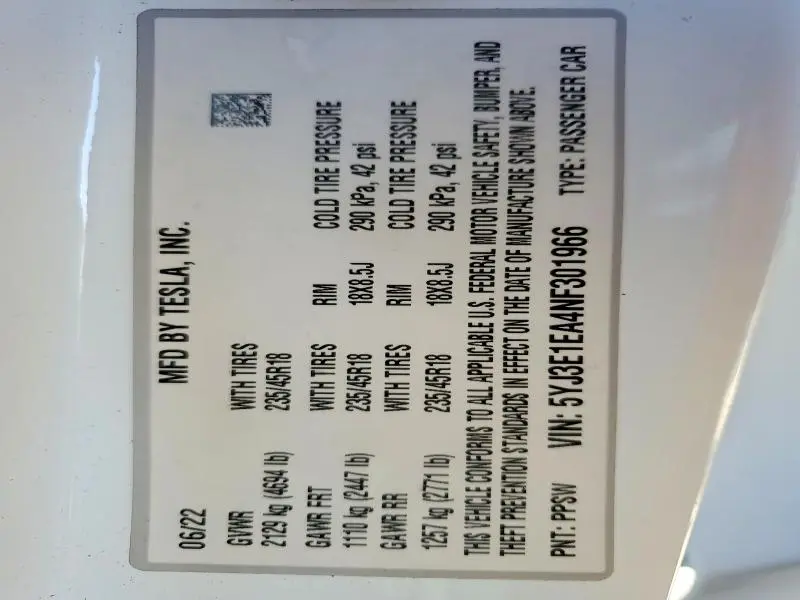 MFD BY TESLA, INC.
06/22
GVWR WITH TIRES
2129 kg (4694 lb) 235/45R18
GAWR FRT WITH TIRES RIM COLD TIRE PRESSURE
1110 kg (2447 lb) 235/45R18 18X8.5J 290 kPa, 42 psi
GAWR RR WITH TIRES RIM COLD TIRE PRESSURE
1257 kg (2771 lb) 235/45R18 18X8.5J 290 kPa, 42 psi
THIS VEHICLE CONFORMS TO ALL APPLICABLE U.S. FEDERAL MOTOR VEHICLE SAFETY, BUMPER, AND
THEFT PREVENTION STANDARDS IN EFFECT ON THE DATE OF MANUFACTURE SHOWN ABOVE.
PNT: PPSW VIN: 5YJ3E1EA4NF301966 TYPE: PASSENGER CAR